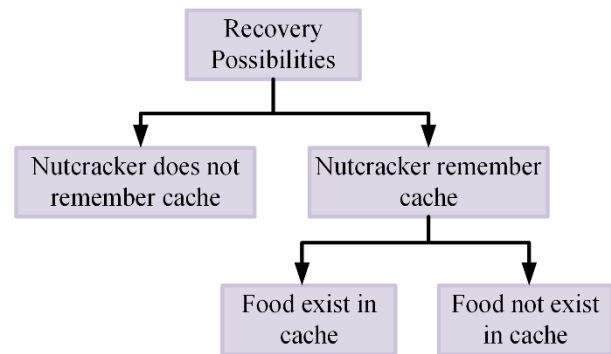 Recovery
Possibilities
Nutcracker does not
remember cache
Nutcracker remember
cache
Food exist in
cache
Food not exist
in cache